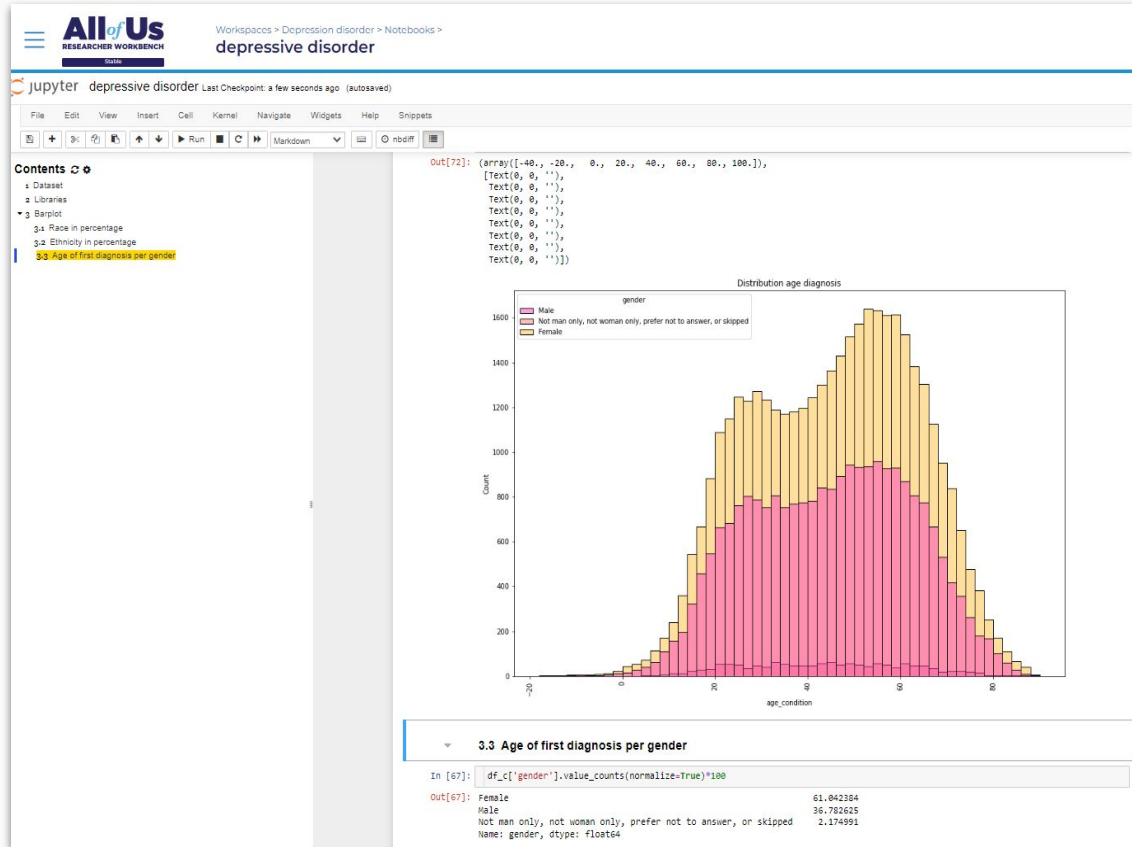 All of Us
RESEARCHER WORKBENCH
Stable
Workspaces > Depression disorder > Notebooks >
depressive disorder
jupyter depressive disorder Last Checkpoint: a few seconds ago (autosaved)
File Edit View Insert Cell Kernel Navigate Widgets Help Snippets
Run Markdown nbdiff
Contents
1 Dataset
2 Libraries
3 Barplot
3.1 Race in percentage
3.2 Ethnicity in percentage
3.3 Age of first diagnosis per gender
Out[72]: (array([-40., -20., 0., 20., 40., 60., 80., 100.]),
[Text(0, 0, ''),
Text(0, 0, ''),
Text(0, 0, ''),
Text(0, 0, ''),
Text(0, 0, ''),
Text(0, 0, ''),
Text(0, 0, ''),
Text(0, 0, '')])
Distribution age diagnosis
gender
Male
Not man only, not woman only, prefer not to answer, or skipped
Female
1600
1400
1200
1000
800
600
400
200
0
Count
-20 0 20 40 60 80
age_condition
3.3 Age of first diagnosis per gender
In [67]: df_c['gender'].value_counts(normalize=True)*100
Out[67]: Female 61.042384
Male 36.782625
Not man only, not woman only, prefer not to answer, or skipped 2.174991
Name: gender, dtype: float64